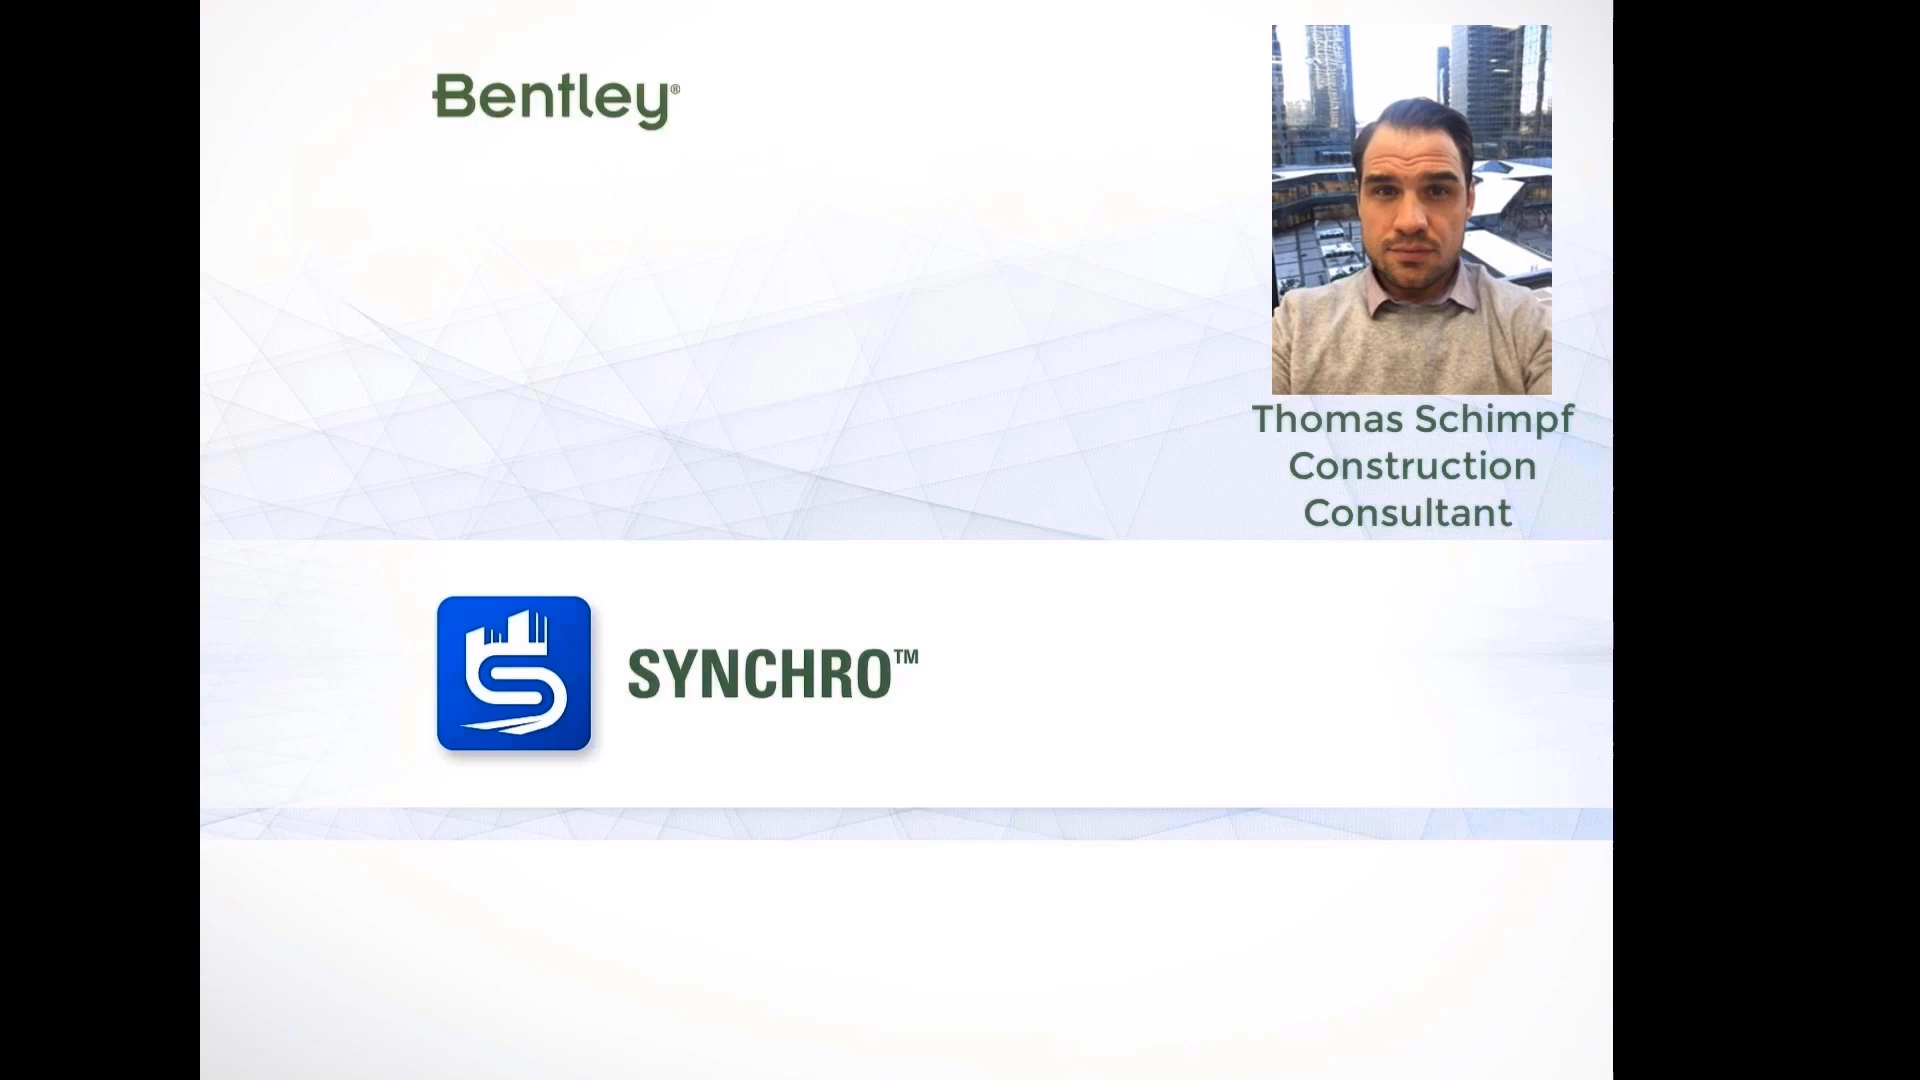 Bentley®
Thomas Schimpf
Construction
Consultant
SYNCHRO™